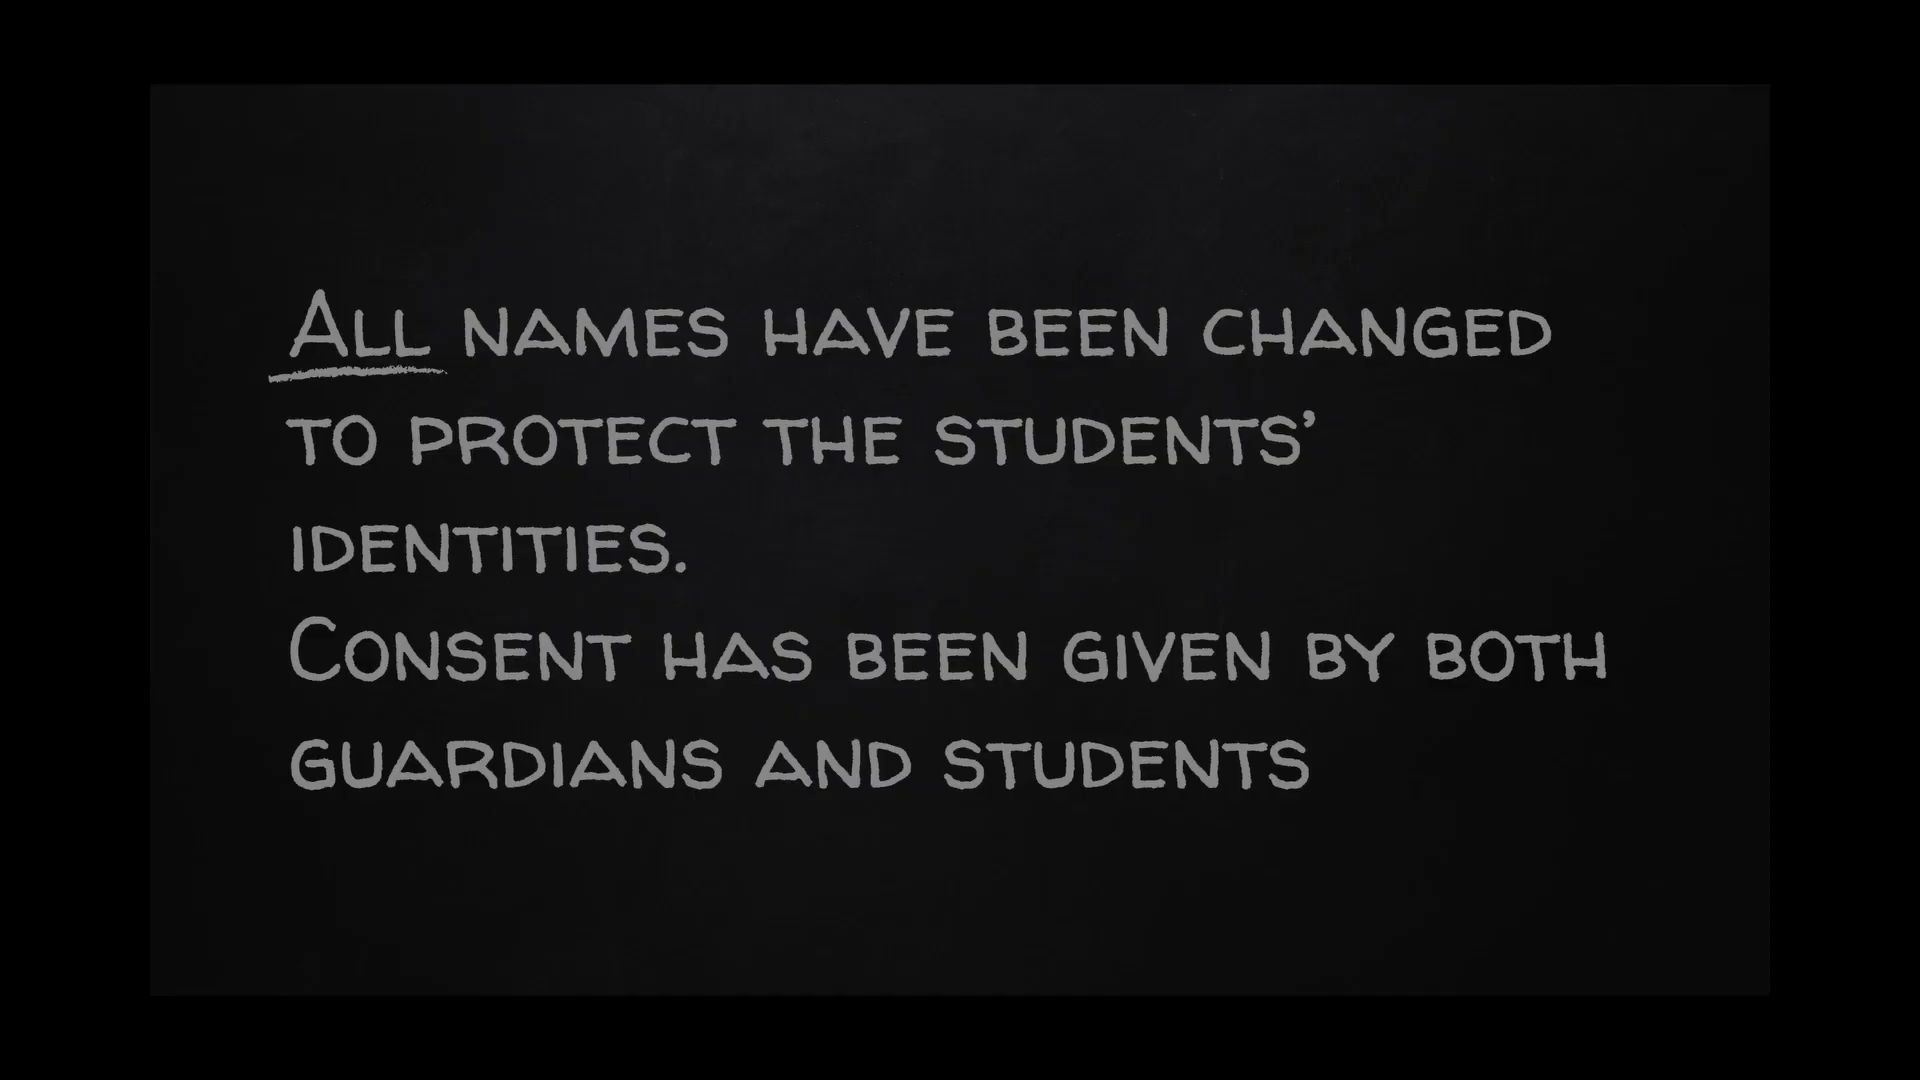 All names have been changed
to protect the students’
identities.
Consent has been given by both
guardians and students